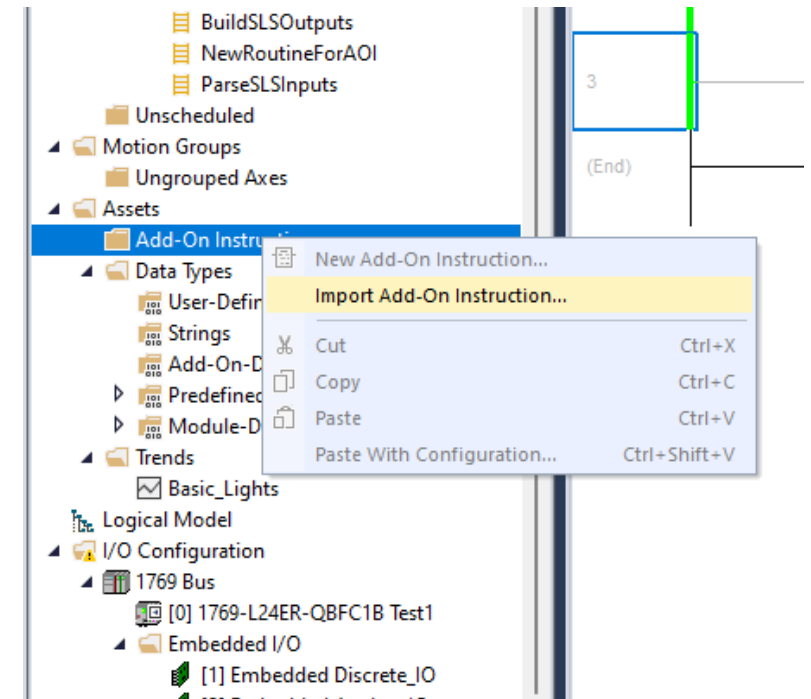 BuildSLSOutputs
NewRoutineForAOI
ParseSLSInputs
Unscheduled
Motion Groups
Ungrouped Axes
Assets
Add-On Instru
Data Types
User-Defin
Strings
Add-On-D
Predefined
Module-D
Trends
Basic_Lights
Logical Model
I/O Configuration
1769 Bus
[0] 1769-L24ER-QBFC1B Test1
Embedded I/O
[1] Embedded Discrete_IO
New Add-On Instruction...
Import Add-On Instruction...
Cut Ctrl+X
Copy Ctrl+C
Paste Ctrl+V
Paste With Configuration... Ctrl+Shift+V
3
(End)